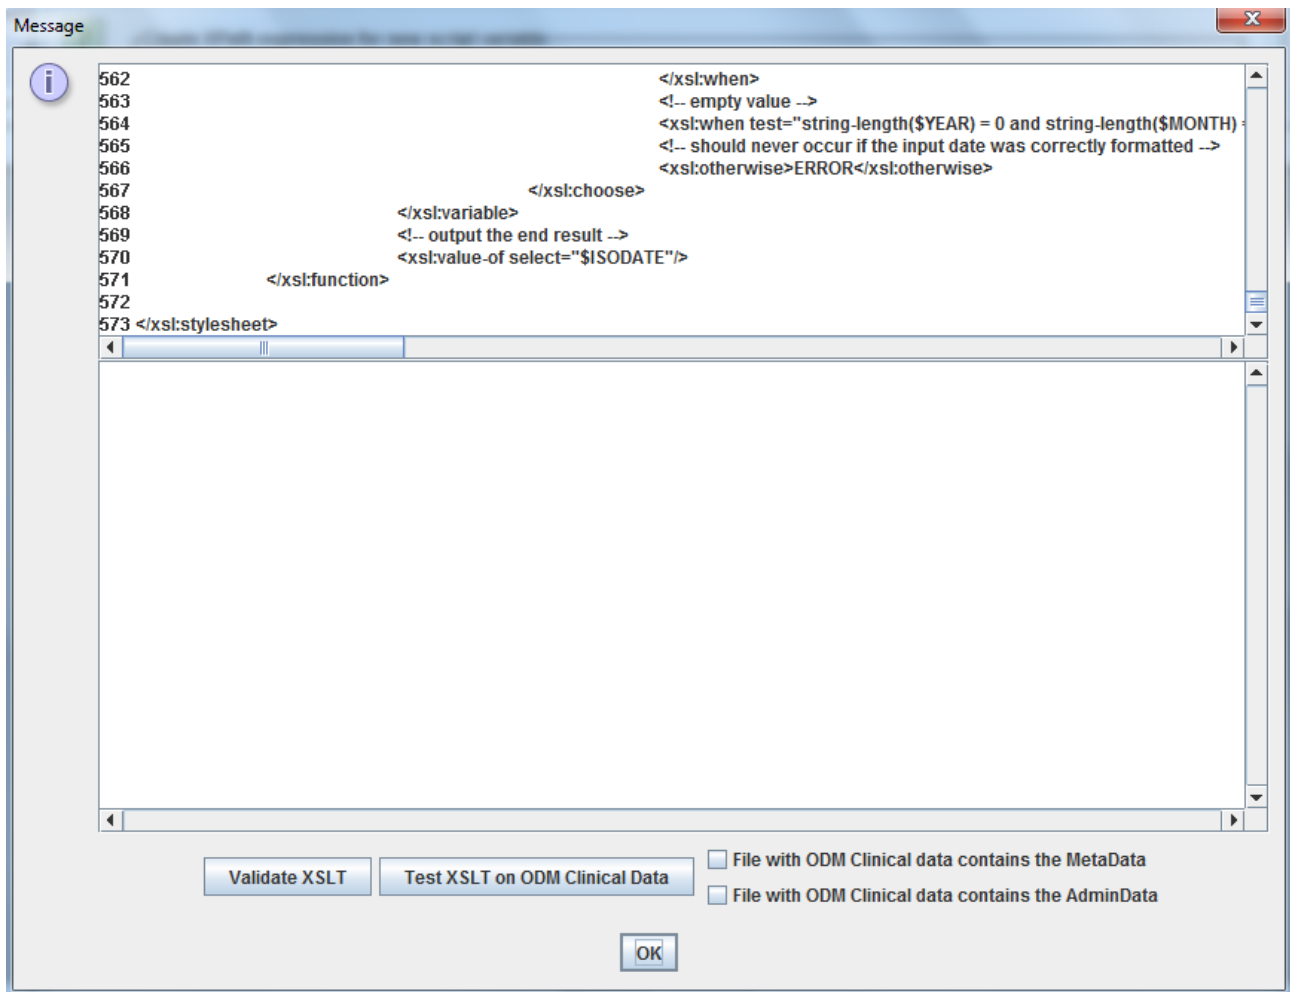 Message
562 </xsl:when>
563 <!-- empty value -->
564 <xsl:when test="string-length($YEAR) = 0 and string-length($MONTH) =
565 <!-- should never occur if the input date was correctly formatted -->
566 <xsl:otherwise>ERROR</xsl:otherwise>
567 </xsl:choose>
568 </xsl:variable>
569 <!-- output the end result -->
570 <xsl:value-of select="$ISODATE"/>
571 </xsl:function>
572
573 </xsl:stylesheet>
Validate XSLT
Test XSLT on ODM Clinical Data
File with ODM Clinical data contains the MetaData
File with ODM Clinical data contains the AdminData
OK